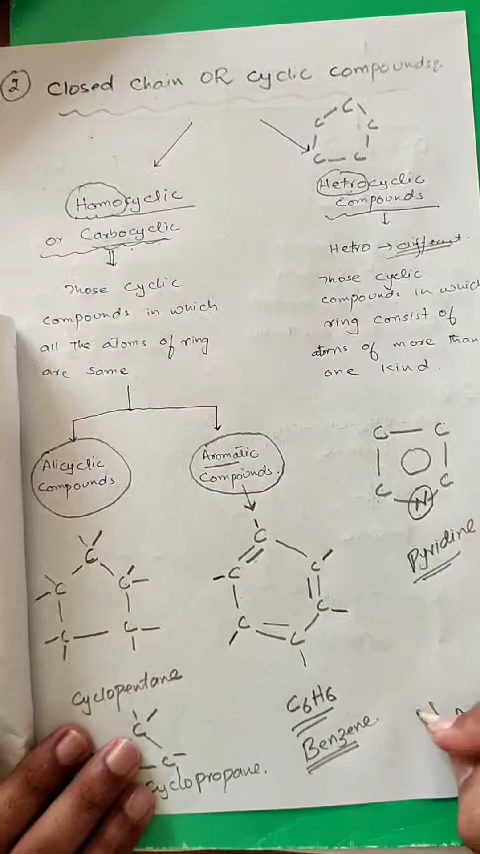 2 Closed Chain OR cyclic compounds:
Homocyclic
or Carbocyclic
Those cyclic
compounds in which
all the atoms of ring
are same
Alicyclic
Compounds
Aromatic
Compounds.
C
C
C
C
C
Cyclopentane
C
C
Cyclopropane.
C
C
C
C
C
C
C6H6
Benzene.
C
C
C
C
C
Hetrocyclic
compounds
Hetro → different.
Those cyclic
compounds in which
ring consist of
atoms of more than
one kind.
C — C
C
C
N
Pyridine